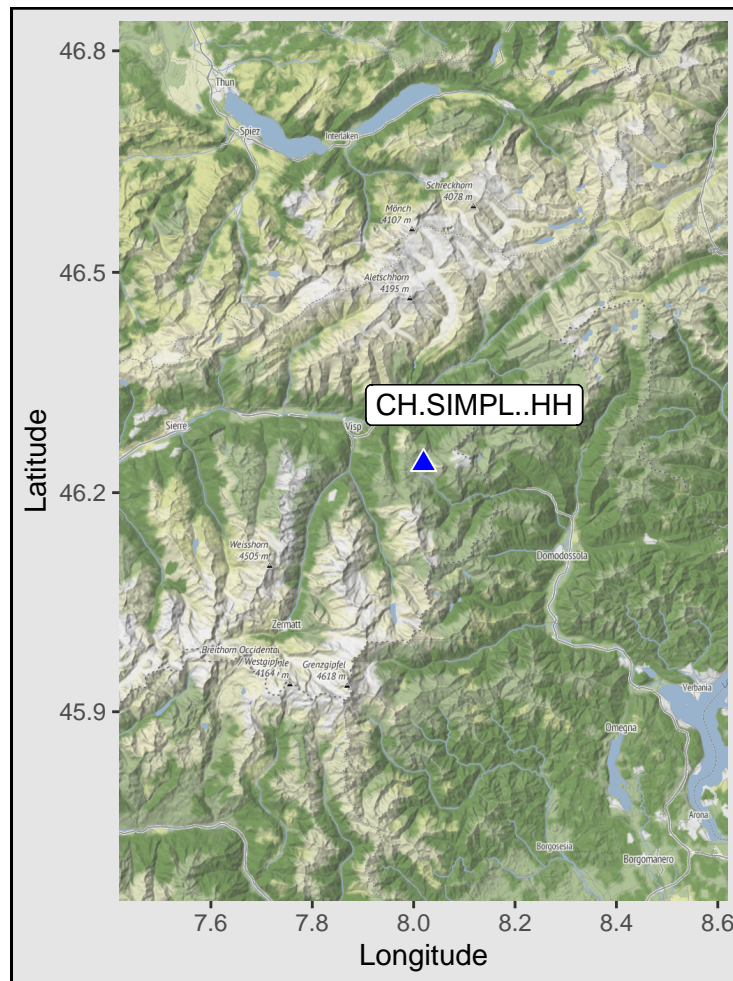 46.8
Thun
Spiez
Interlaken
Schreckhorn
4078 m
Mönch
4107 m
46.5
Aletschhorn
4195 m
CH.SIMPL..HH
Sierre
Visp
Latitude
46.2
Weisshorn
4505 m
Domodossola
Zermatt
Breithorn Occidental
/ Westgipfel
4164 m
Grenzgipfel
4618 m
Verbania
45.9
Omegna
Arona
Borgosesia
Borgomanero
7.6
7.8
8.0
8.2
8.4
8.6
Longitude